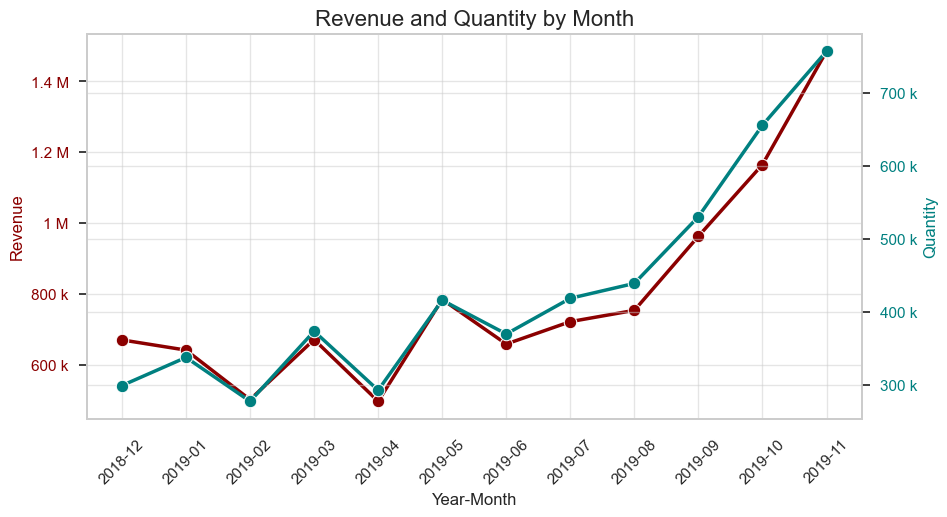 Revenue and Quantity by Month
Revenue
1.4 M
1.2 M
1 M
800 k
600 k
700 k
600 k
500 k
400 k
300 k
Quantity
2018-12
2019-01
2019-02
2019-03
2019-04
2019-05
2019-06
2019-07
2019-08
2019-09
2019-10
2019-11
Year-Month